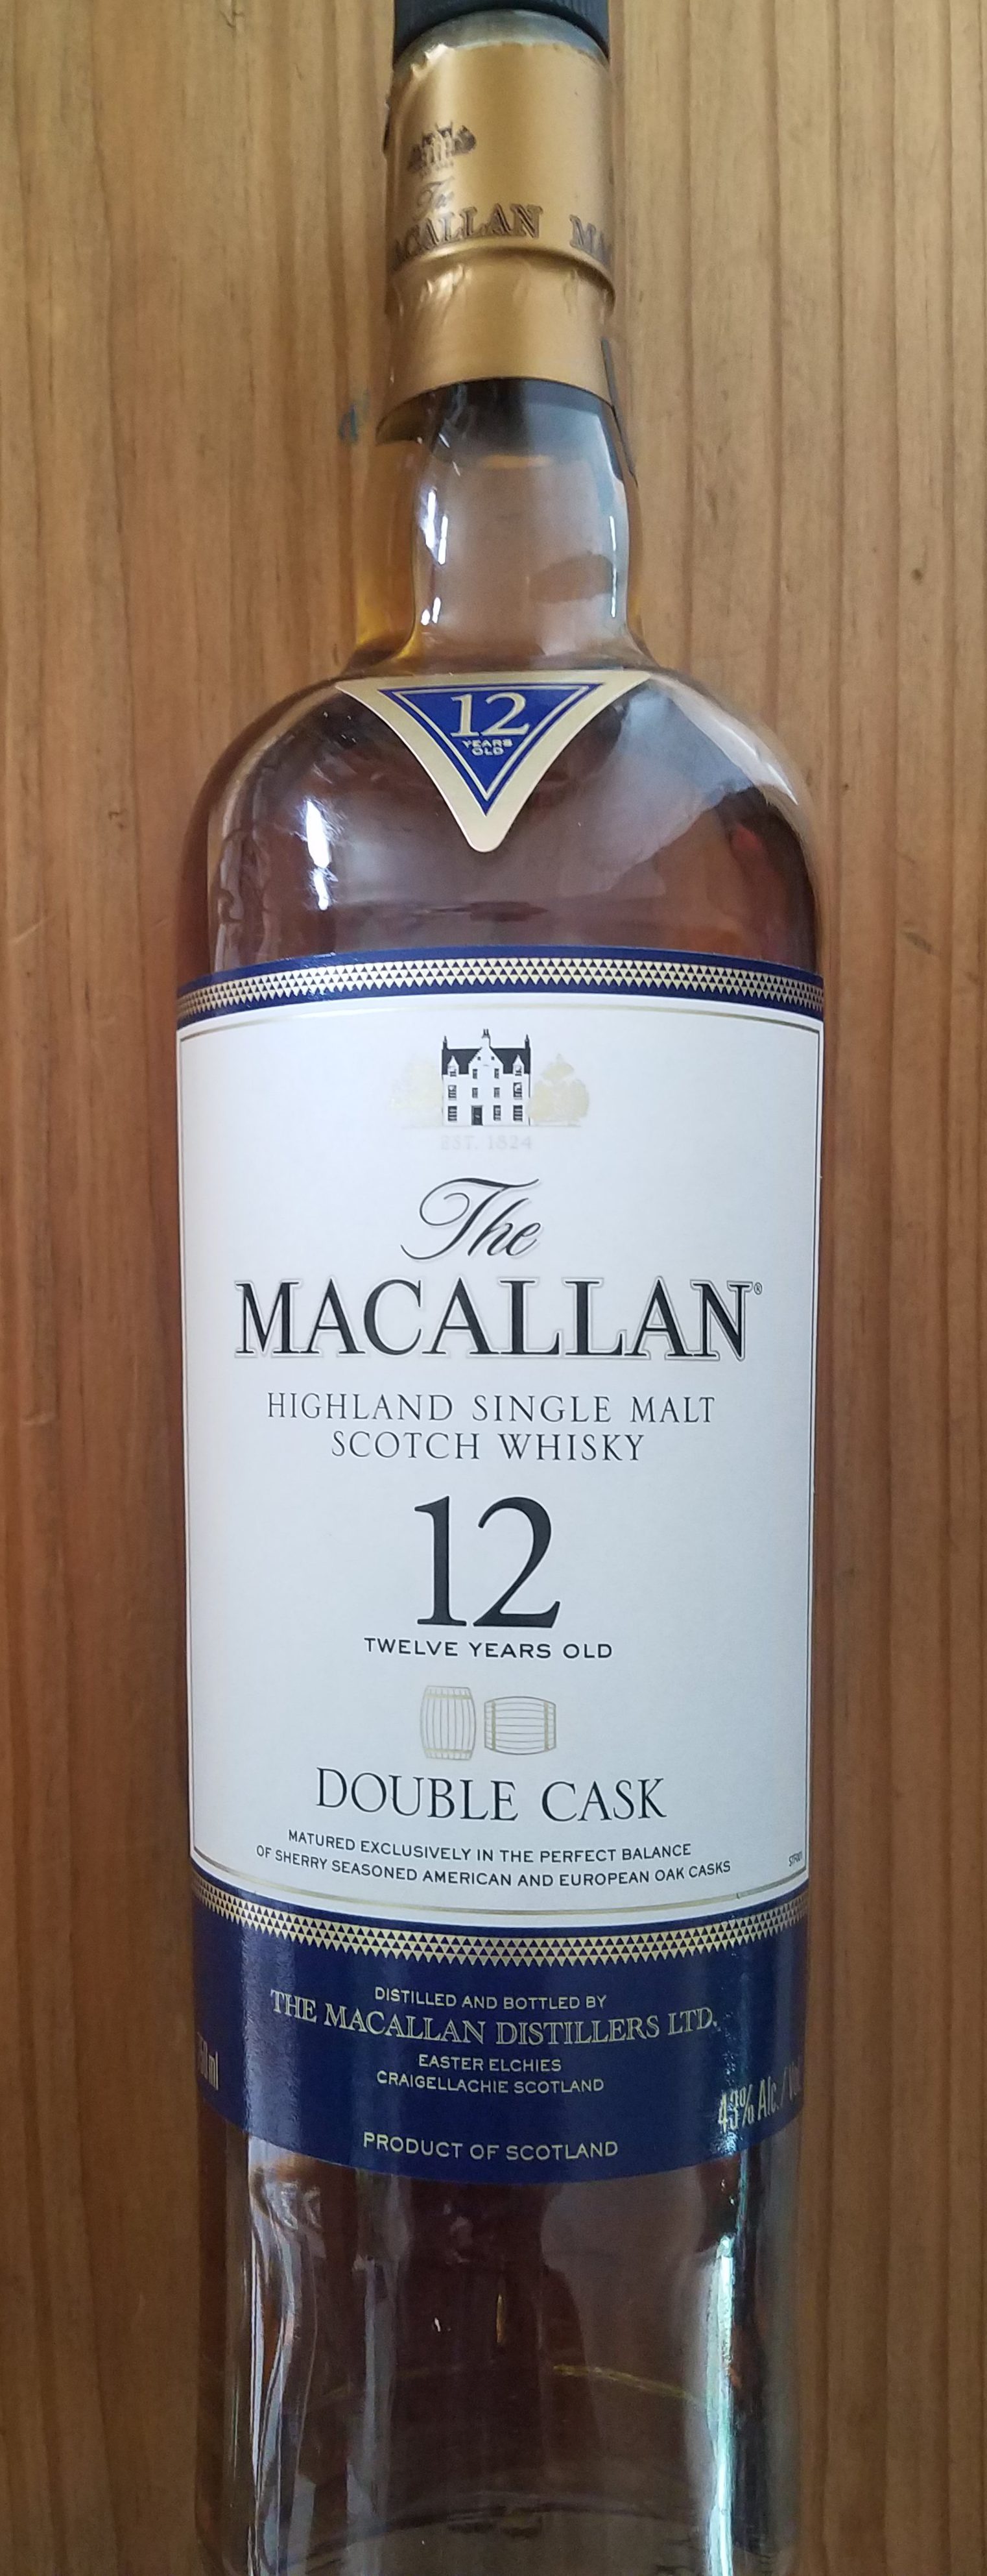 The
MACALLAN
12
YEARS
OLD
EST. 1824
The
MACALLAN®
HIGHLAND SINGLE MALT
SCOTCH WHISKY
12
TWELVE YEARS OLD
DOUBLE CASK
MATURED EXCLUSIVELY IN THE PERFECT BALANCE
OF SHERRY SEASONED AMERICAN AND EUROPEAN OAK CASKS
DISTILLED AND BOTTLED BY
THE MACALLAN DISTILLERS LTD.
EASTER ELCHIES
CRAIGELLACHIE SCOTLAND
43% Alc./
PRODUCT OF SCOTLAND